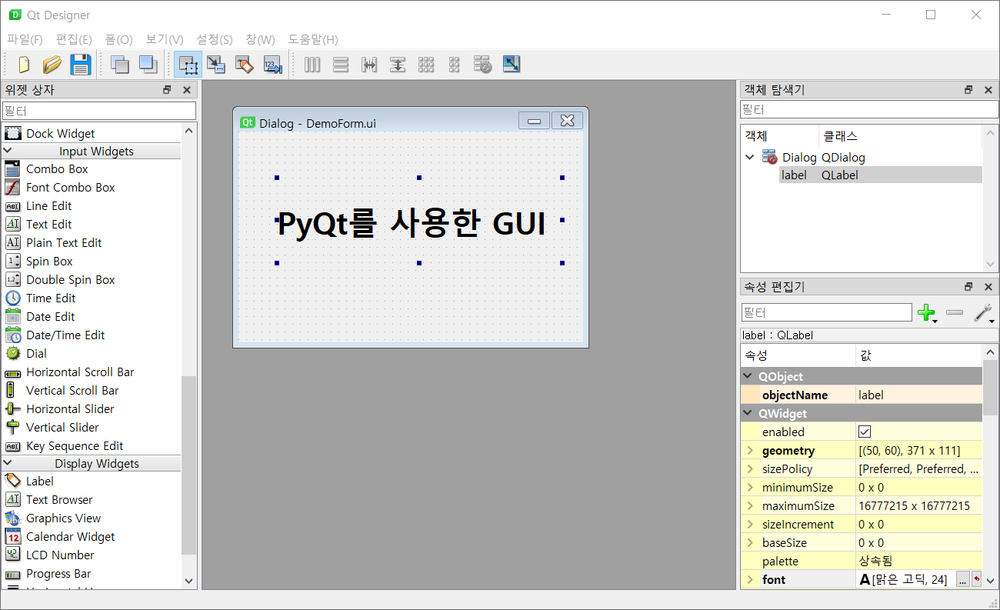 Qt Designer
파일(F) 편집(E) 폼(O) 보기(V) 설정(S) 창(W) 도움말(H)
위젯 상자
필터
Dock Widget
Input Widgets
Combo Box
Font Combo Box
Line Edit
Text Edit
Plain Text Edit
Spin Box
Double Spin Box
Time Edit
Date Edit
Date/Time Edit
Dial
Horizontal Scroll Bar
Vertical Scroll Bar
Horizontal Slider
Vertical Slider
Key Sequence Edit
Display Widgets
Label
Text Browser
Graphics View
Calendar Widget
LCD Number
Progress Bar
Qt Dialog - DemoForm.ui
PyQt를 사용한 GUI
객체 탐색기
필터
객체 클래스
Dialog QDialog
label QLabel
속성 편집기
필터
label : QLabel
속성 값
QObject
objectName label
QWidget
enabled
geometry [(50, 60), 371 x 111]
sizePolicy [Preferred, Preferred, ...
minimumSize 0 x 0
maximumSize 16777215 x 16777215
sizeIncrement 0 x 0
baseSize 0 x 0
palette 상속됨
font A [맑은 고딕, 24] ...